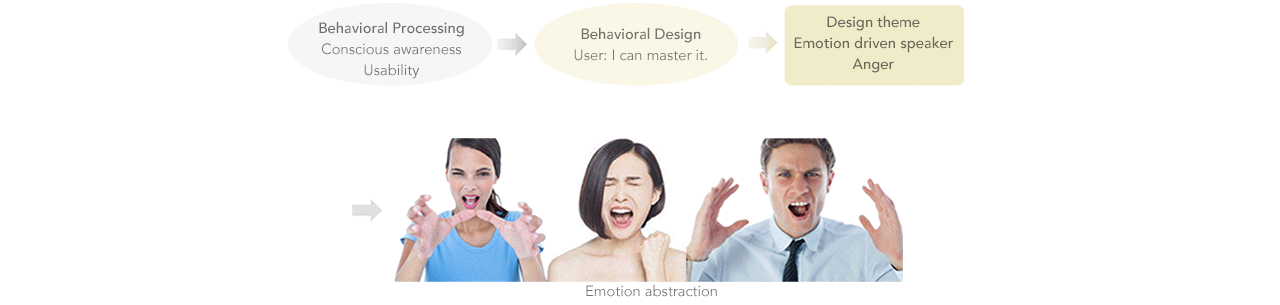 Behavioral Processing
Conscious awareness
Usability
Behavioral Design
User: I can master it.
Design theme
Emotion driven speaker
Anger
Emotion abstraction